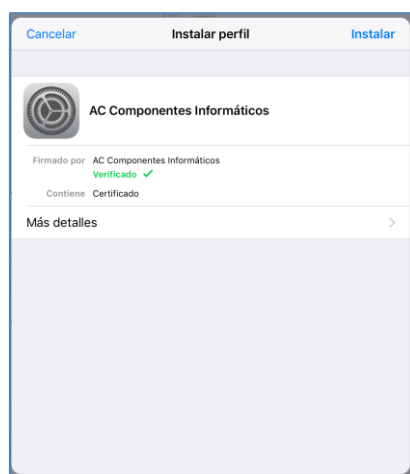 Cancelar Instalar perfil Instalar
AC Componentes Informáticos
Firmado por AC Componentes Informáticos
Verificado ✓
Contiene Certificado
Más detalles